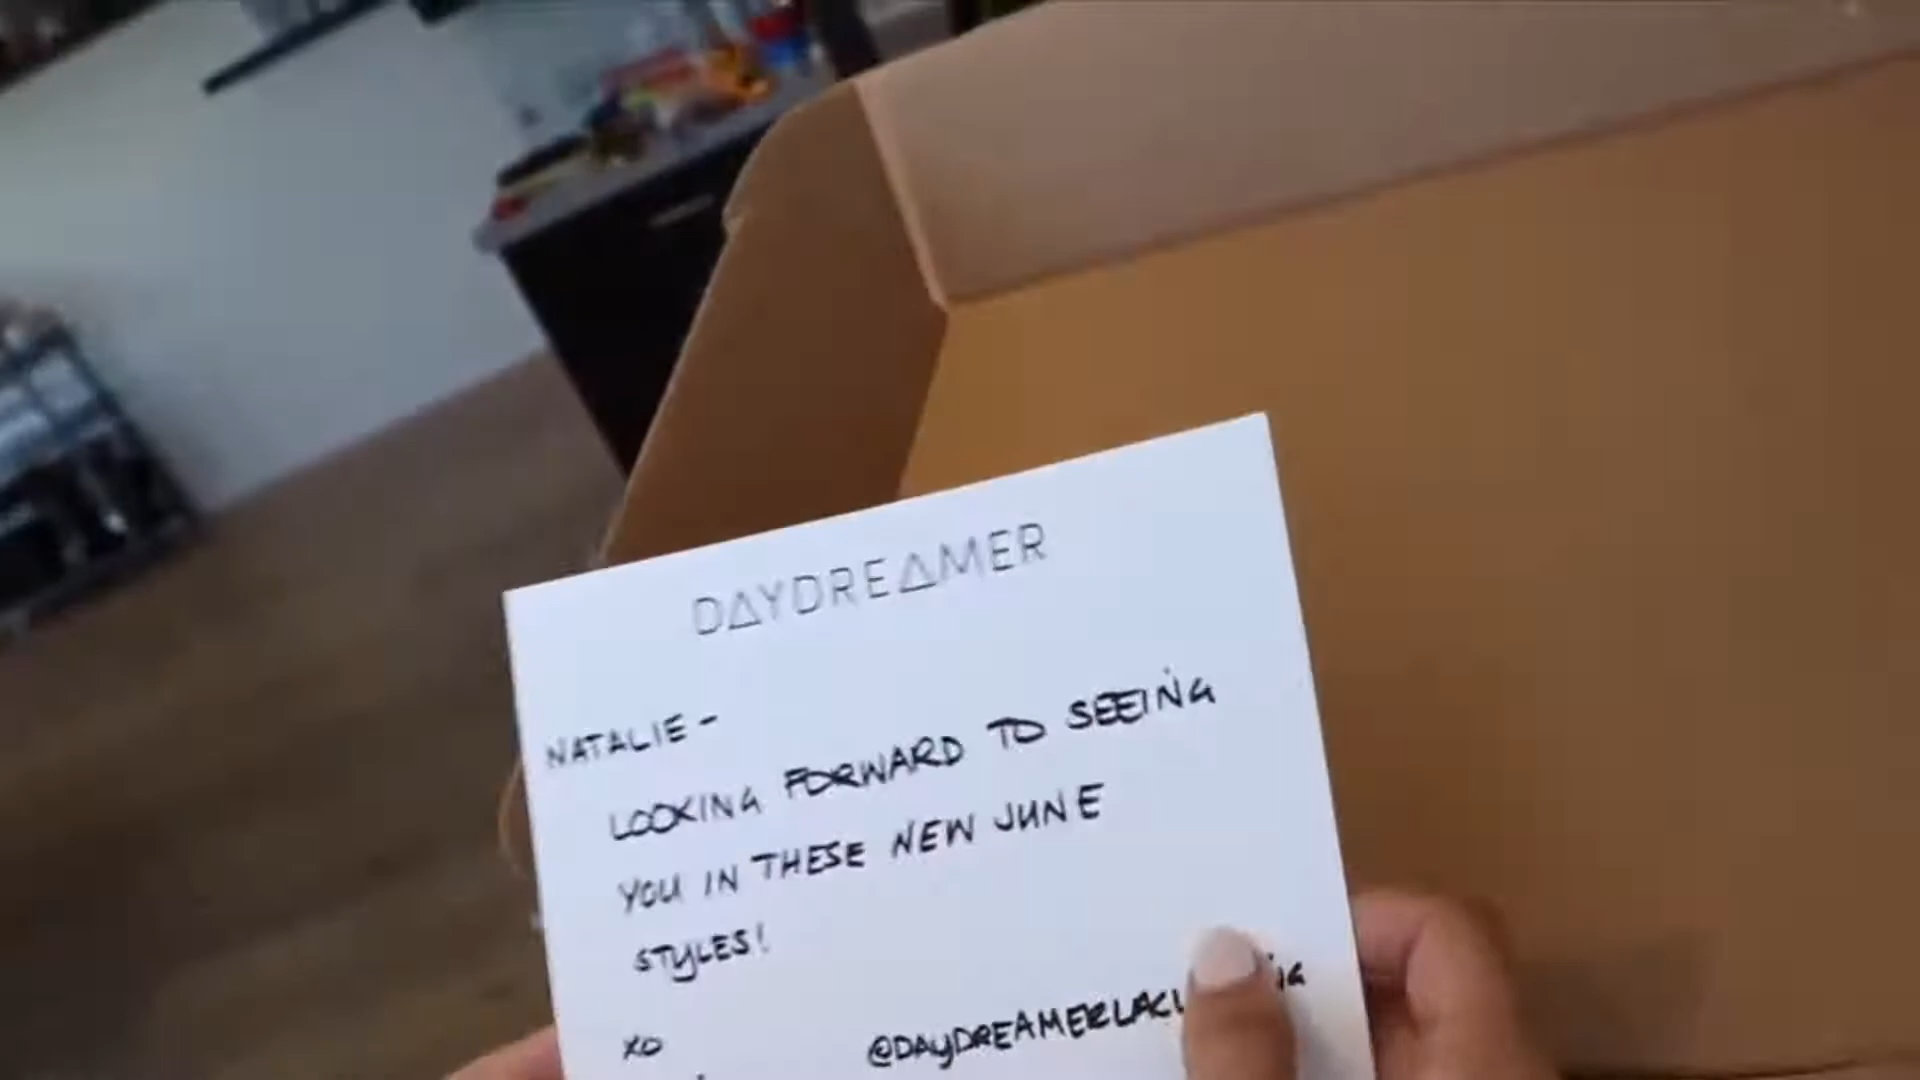 DAYDREAMER
NATALIE-
LOOKING FORWARD TO SEEING
YOU IN THESE NEW JUNE
STYLES!
XO